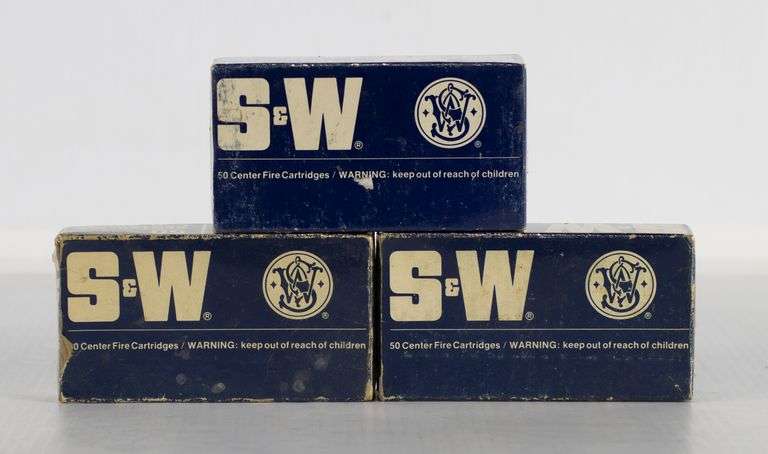 S&W®
50 Center Fire Cartridges / WARNING: keep out of reach of children
S&W®
0 Center Fire Cartridges / WARNING: keep out of reach of children
S&W®
50 Center Fire Cartridges / WARNING: keep out of reach of children